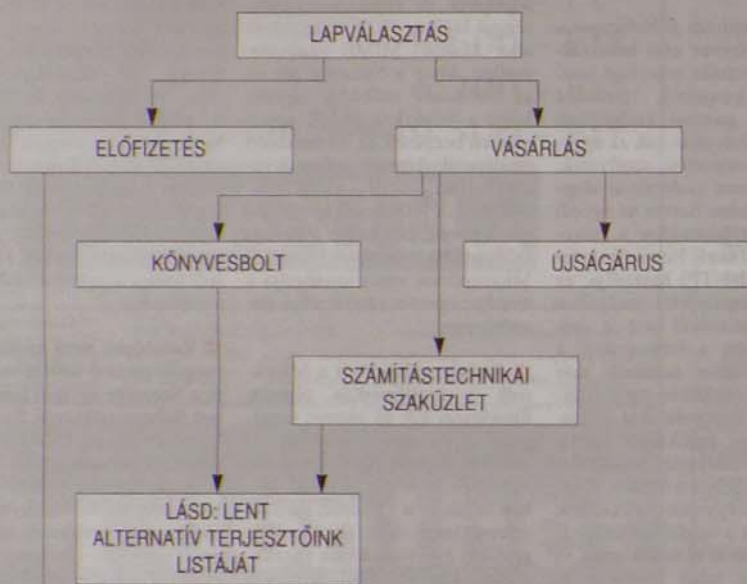 LAPVÁLASZTÁS
ELŐFIZETÉS
VÁSÁRLÁS
KÖNYVESBOLT
ÚJSÁGÁRUS
SZÁMÍTÁSTECHNIKAI
SZAKÜZLET
LÁSD: LENT
ALTERNATÍV TERJESZTŐINK
LISTÁJÁT